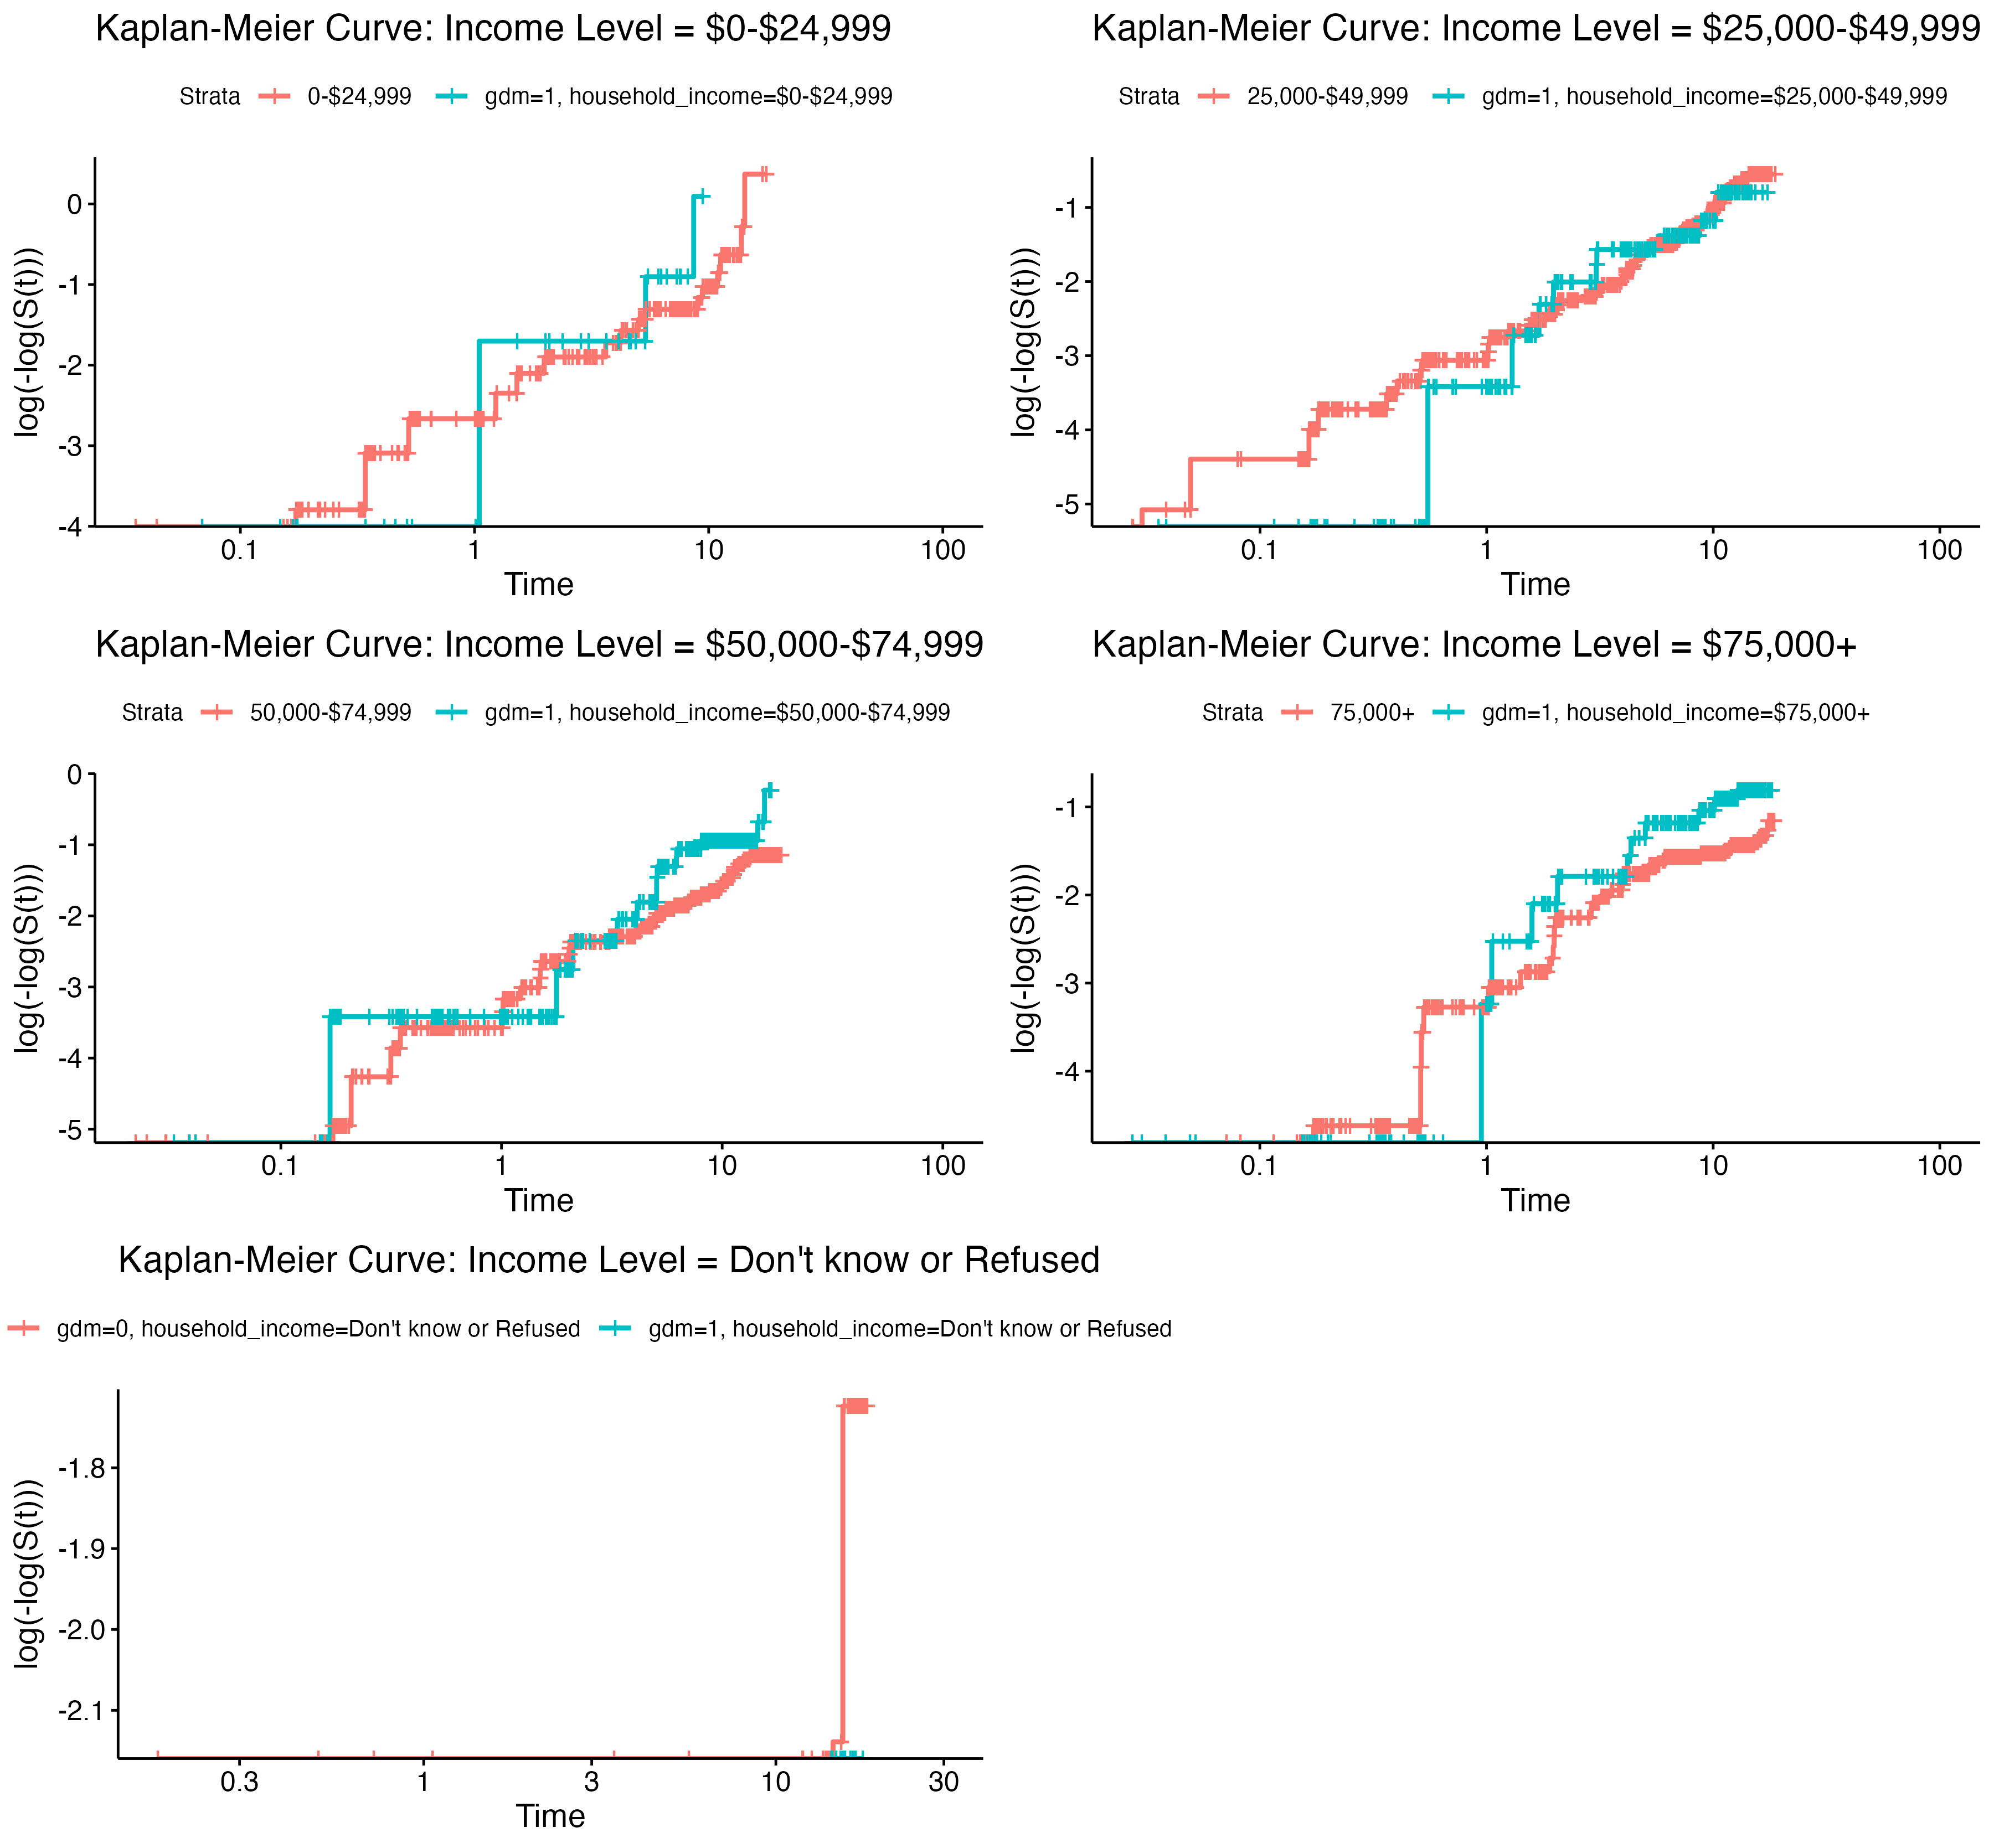 Kaplan-Meier Curve: Income Level = $0-$24,999
Strata 0-$24,999 gdm=1, household_income=$0-$24,999
0
-1
-2
-3
-4
log(-log(S(t)))
0.1 1 10 100
Time
Kaplan-Meier Curve: Income Level = $25,000-$49,999
Strata 25,000-$49,999 gdm=1, household_income=$25,000-$49,999
-1
-2
-3
-4
-5
log(-log(S(t)))
0.1 1 10 100
Time
Kaplan-Meier Curve: Income Level = $50,000-$74,999
Strata 50,000-$74,999 gdm=1, household_income=$50,000-$74,999
0
-1
-2
-3
-4
-5
log(-log(S(t)))
0.1 1 10 100
Time
Kaplan-Meier Curve: Income Level = $75,000+
Strata 75,000+ gdm=1, household_income=$75,000+
-1
-2
-3
-4
log(-log(S(t)))
0.1 1 10 100
Time
Kaplan-Meier Curve: Income Level = Don't know or Refused
gdm=0, household_income=Don't know or Refused gdm=1, household_income=Don't know or Refused
-1.8
-1.9
-2.0
-2.1
log(-log(S(t)))
0.3 1 3 10 30
Time